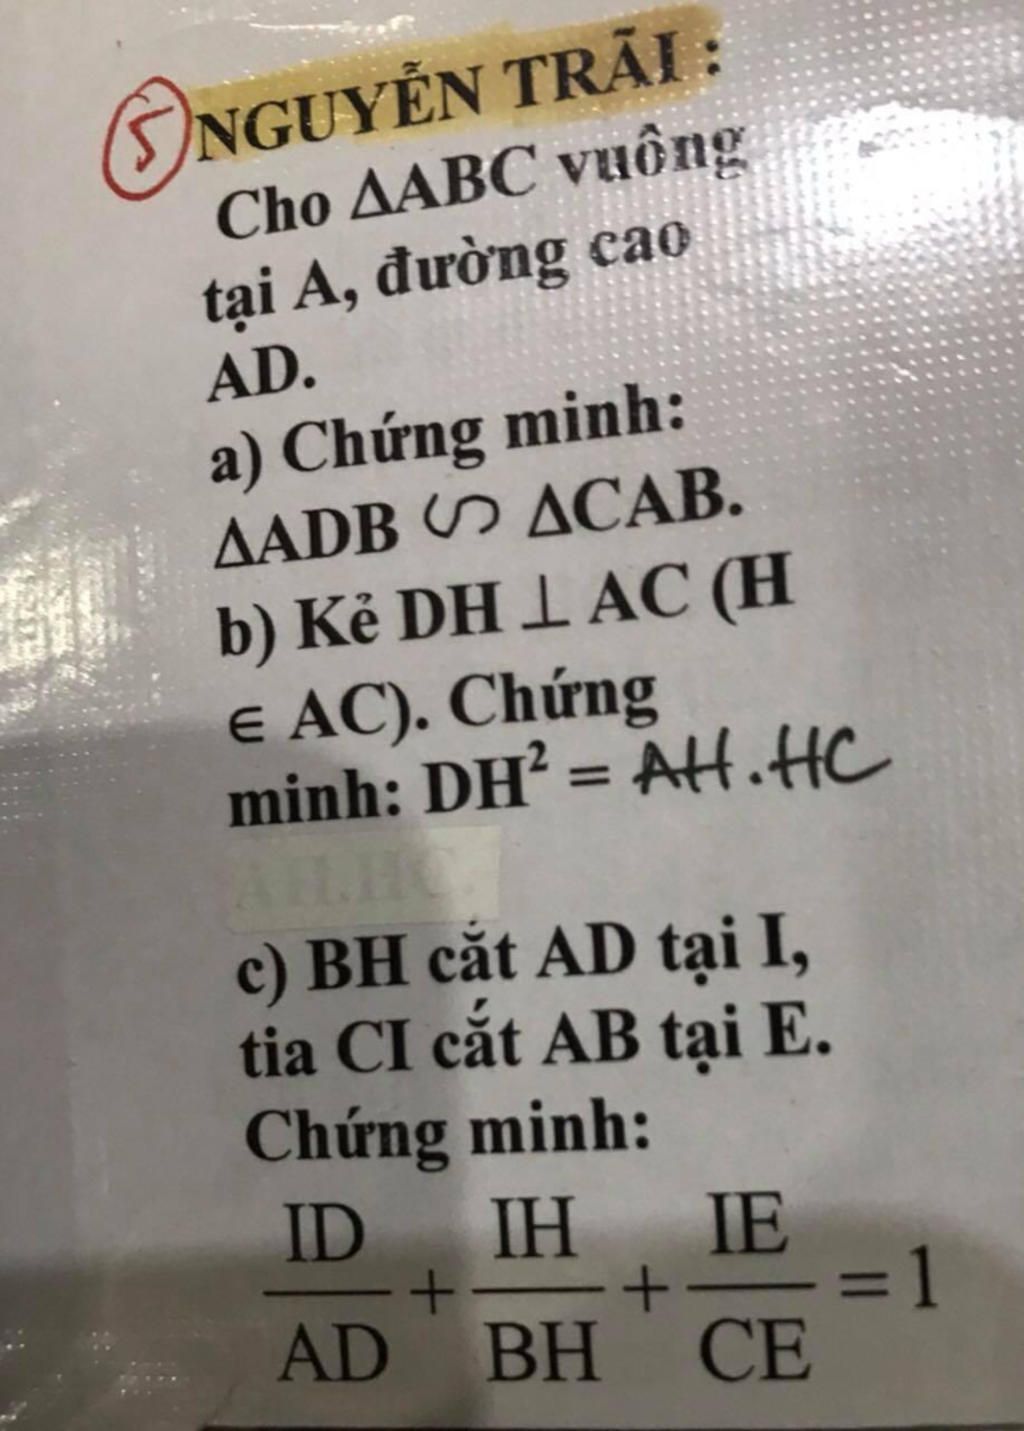 5 NGUYỄN TRÃI :
Cho ΔABC vuông
tại A, đường cao
AD.
a) Chứng minh:
ΔADB ∽ ΔCAB.
b) Kẻ DH ⊥ AC (H
∈ AC). Chứng
minh: DH² = AH.HC
AH.HC.
c) BH cắt AD tại I,
tia CI cắt AB tại E.
Chứng minh:
ID/AD + IH/BH + IE/CE = 1